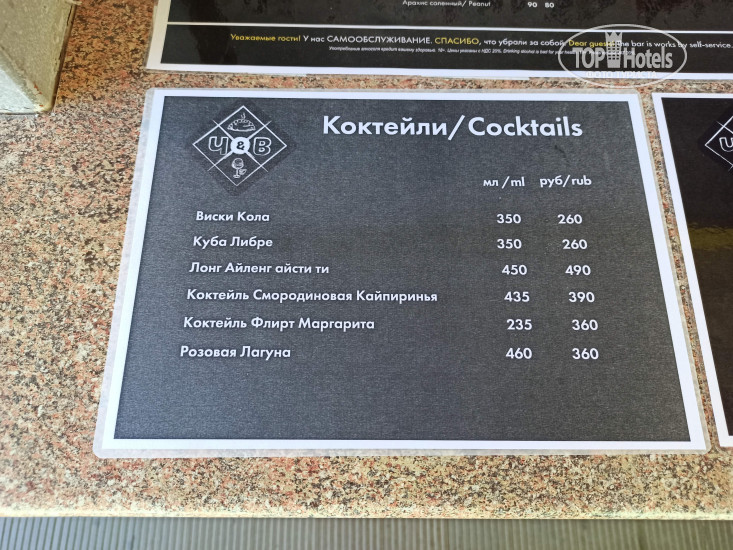 Арахис соленный/ Peanut 90 80
Уважаемые гости! У нас САМООБСЛУЖИВАНИЕ. СПАСИБО, что убрали за собой. Dear guests The bar is works by self-service.
TOP Hotels
Ч&В
Коктейли/Cocktails
мл /ml руб/rub
Виски Кола 350 260
Куба Либре 350 260
Лонг Айленг айсти ти 450 490
Коктейль Смородиновая Кайпиринья 435 390
Коктейль Флирт Маргарита 235 360
Розовая Лагуна 460 360